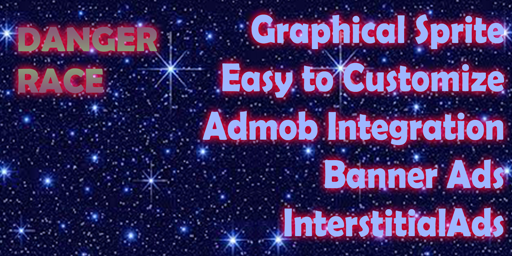 DANGER
RACE
Graphical Sprite
Easy to Customize
Admob Integration
Banner Ads
InterstitialAds